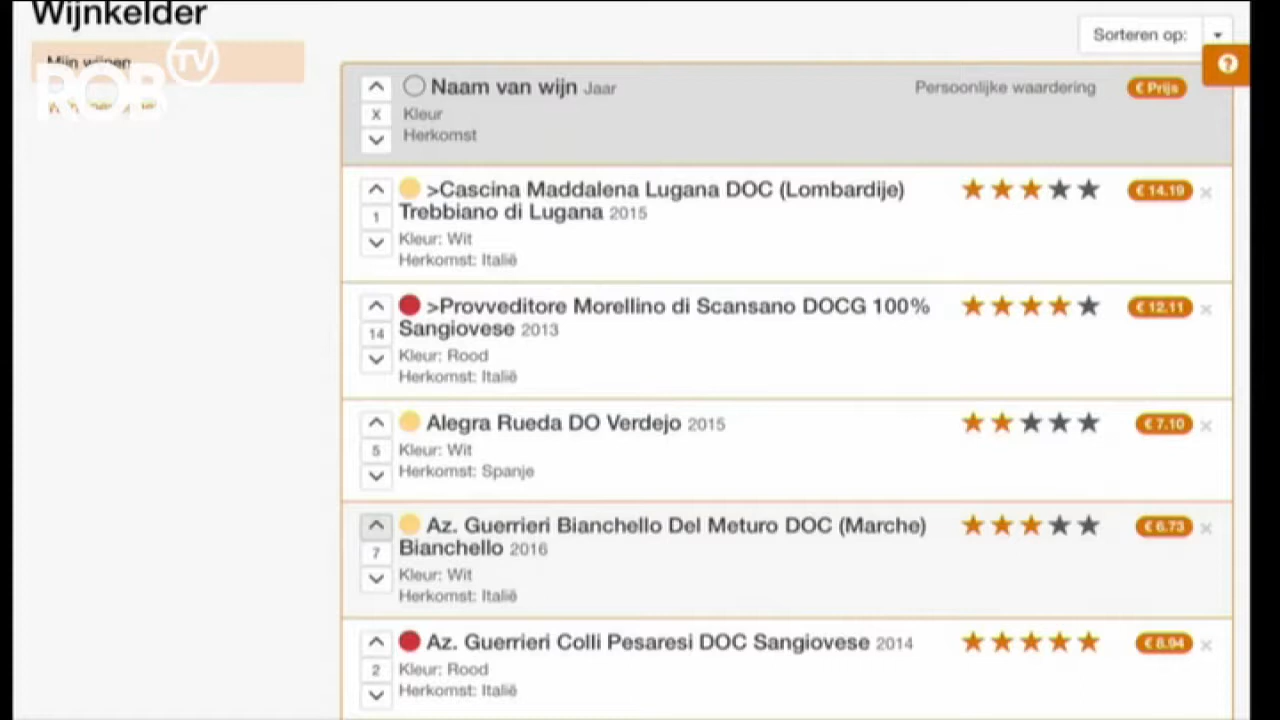 Wijnkelder
Sorteren op:
Mijn wijnen
ROB TV
Naam van wijn Jaar
Persoonlijke waardering
€ Prijs
?
X
Kleur
Herkomst
>Cascina Maddalena Lugana DOC (Lombardije)
€ 14.19
1
Trebbiano di Lugana 2015
Kleur: Wit
Herkomst: Italië
>Provveditore Morellino di Scansano DOCG 100%
€ 12.11
14
Sangiovese 2013
Kleur: Rood
Herkomst: Italië
Alegra Rueda DO Verdejo 2015
€ 7.10
5
Kleur: Wit
Herkomst: Spanje
Az. Guerrieri Bianchello Del Meturo DOC (Marche)
€ 6.73
7
Bianchello 2016
Kleur: Wit
Herkomst: Italië
Az. Guerrieri Colli Pesaresi DOC Sangiovese 2014
€ 8.94
2
Kleur: Rood
Herkomst: Italië